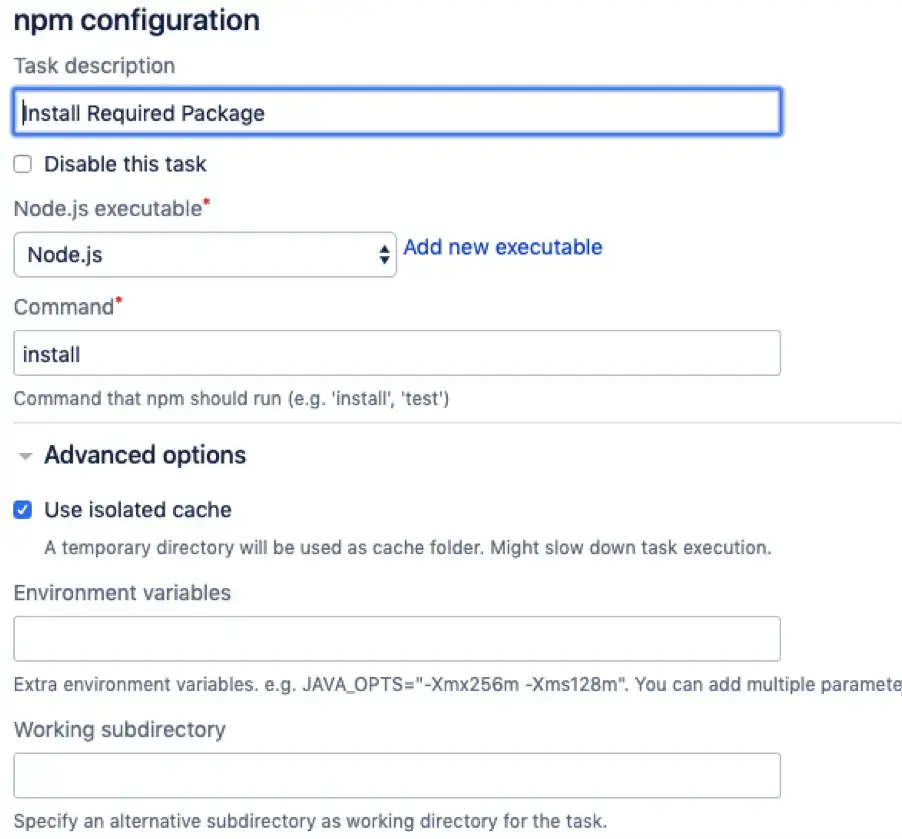 npm configuration
Task description
Install Required Package
Disable this task
Node.js executable*
Node.js
Add new executable
Command*
install
Command that npm should run (e.g. 'install', 'test')
Advanced options
Use isolated cache
A temporary directory will be used as cache folder. Might slow down task execution.
Environment variables
Extra environment variables. e.g. JAVA_OPTS="-Xmx256m -Xms128m". You can add multiple paramete
Working subdirectory
Specify an alternative subdirectory as working directory for the task.